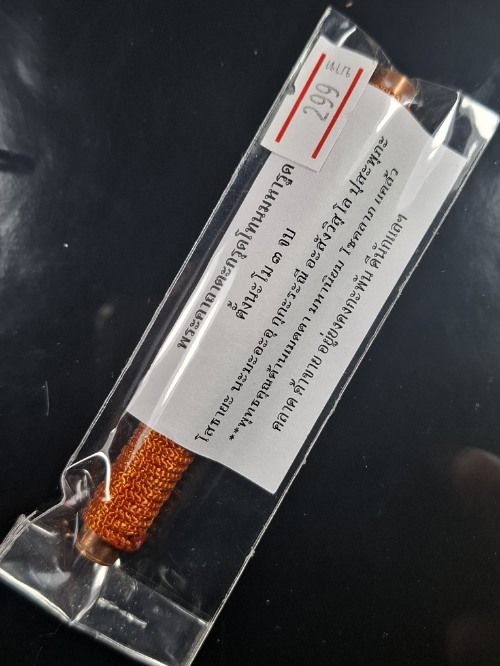 299
พระคาถาตะกรุดโทนมหารูด
ตั้งนะโม ๓ จบ
โสธายะ นะมะอะอุ กุกะระณี อะสังวิสุโล ปุสะพุภะ
**พุทธคุณด้านเมตตา มหานิยม โชคลาภ แคล้ว
คลาด ค้าขาย อยู่ยงคงกะพัน ดีนักแลฯ